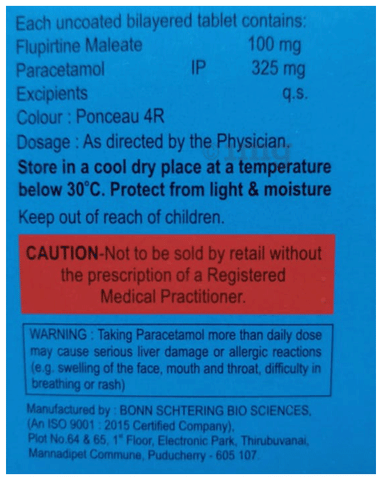 Each uncoated bilayered tablet contains:
Flupirtine Maleate 100 mg
Paracetamol IP 325 mg
Excipients q.s.
Colour : Ponceau 4R
Dosage : As directed by the Physician.
Store in a cool dry place at a temperature
below 30°C. Protect from light & moisture
Keep out of reach of children.
CAUTION-Not to be sold by retail without
the prescription of a Registered
Medical Practitioner.
WARNING : Taking Paracetamol more than daily dose
may cause serious liver damage or allergic reactions
(e.g. swelling of the face, mouth and throat, difficulty in
breathing or rash)
Manufactured by : BONN SCHTERING BIO SCIENCES,
(An ISO 9001 : 2015 Certified Company),
Plot No.64 & 65, 1st Floor, Electronic Park, Thirubuvanai,
Mannadipet Commune, Puducherry - 605 107.